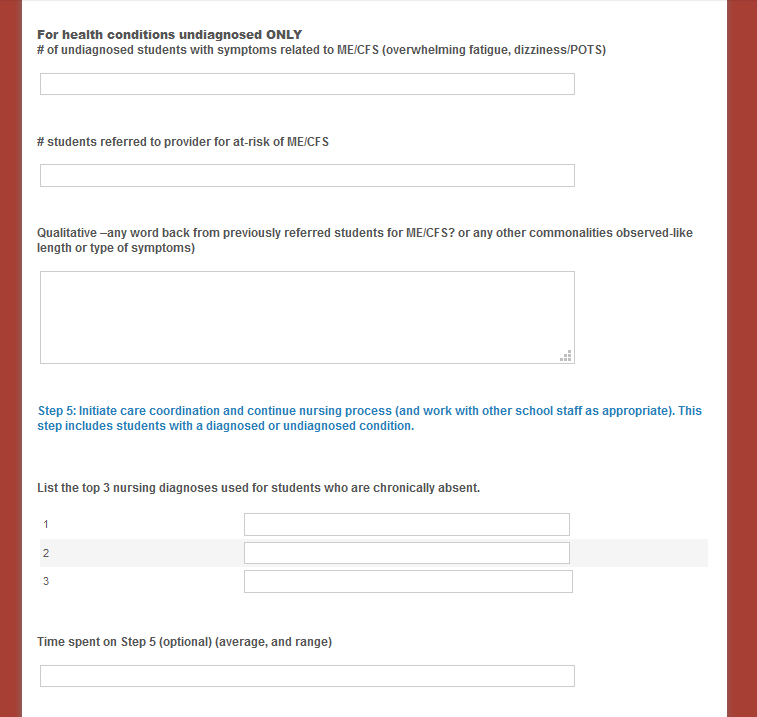 For health conditions undiagnosed ONLY
# of undiagnosed students with symptoms related to ME/CFS (overwhelming fatigue, dizziness/POTS)
# students referred to provider for at-risk of ME/CFS
Qualitative –any word back from previously referred students for ME/CFS? or any other commonalities observed-like
length or type of symptoms)
Step 5: Initiate care coordination and continue nursing process (and work with other school staff as appropriate). This
step includes students with a diagnosed or undiagnosed condition.
List the top 3 nursing diagnoses used for students who are chronically absent.
1
2
3
Time spent on Step 5 (optional) (average, and range)